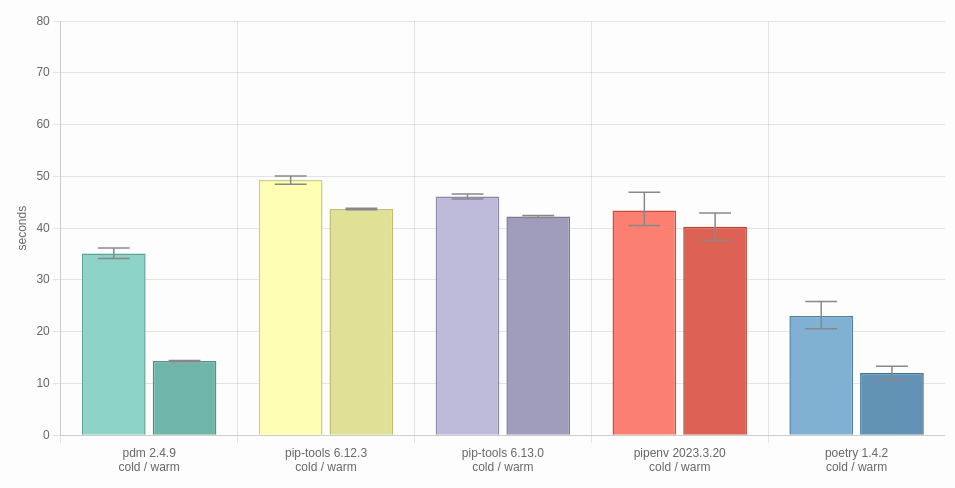 80
70
60
50
40
30
20
10
0
seconds
pdm 2.4.9
cold / warm
pip-tools 6.12.3
cold / warm
pip-tools 6.13.0
cold / warm
pipenv 2023.3.20
cold / warm
poetry 1.4.2
cold / warm